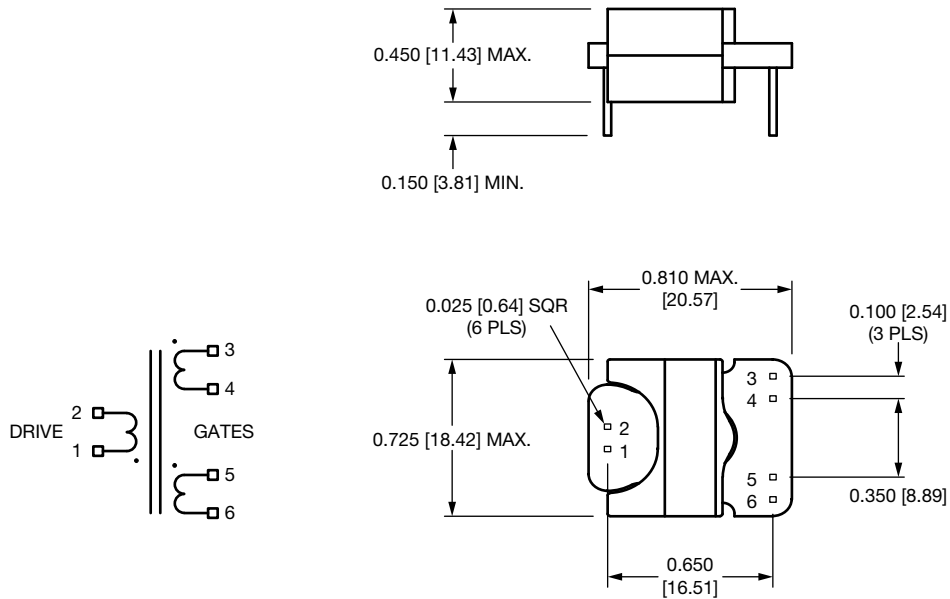 0.450 [11.43] MAX.
0.150 [3.81] MIN.
0.810 MAX.
[20.57]
0.025 [0.64] SQR
(6 PLS)
0.100 [2.54]
(3 PLS)
3
4
2
1
5
6
0.725 [18.42] MAX.
0.350 [8.89]
0.650
[16.51]
3
4
2
DRIVE
1
GATES
5
6